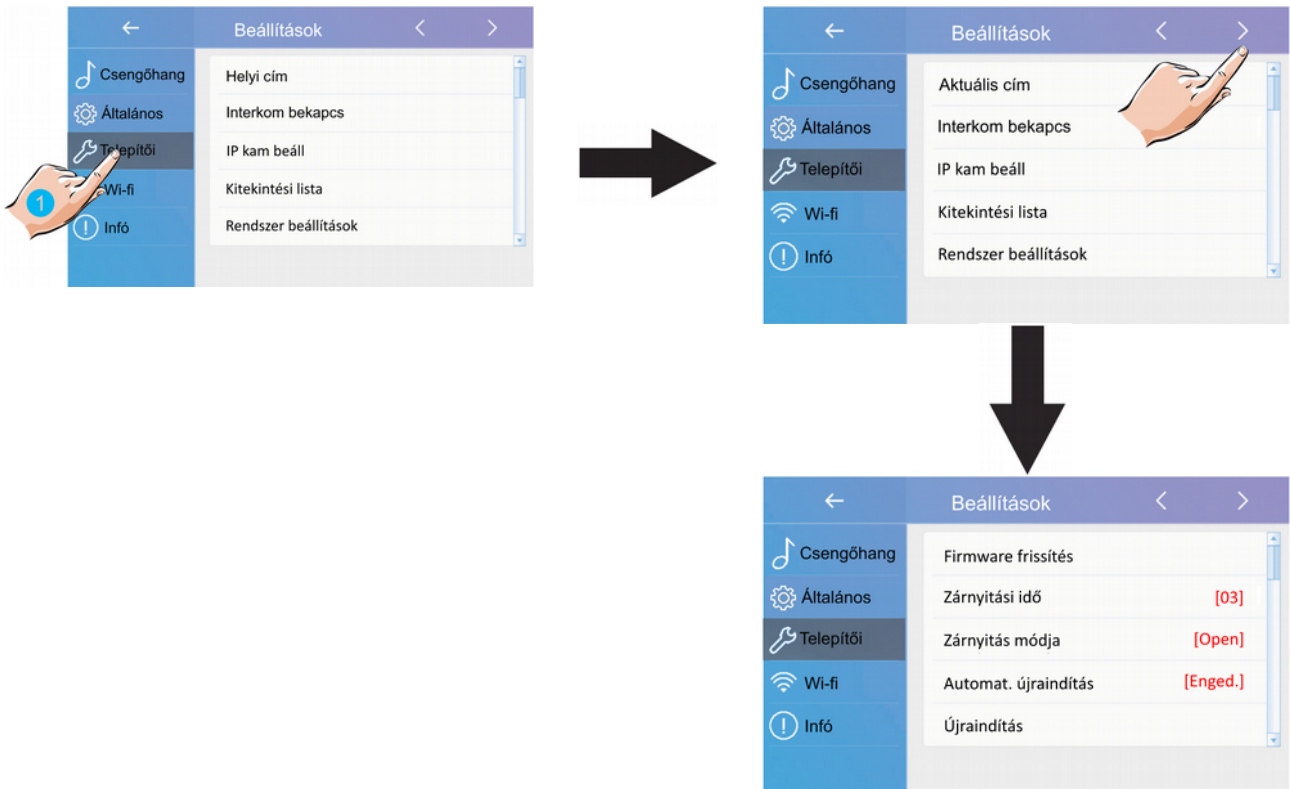 Beállítások
Csengőhang
Általános
Telepítői
Wi-fi
Infó
Helyi cím
Interkom bekapcs
IP kam beáll
Kitekintési lista
Rendszer beállítások
1
Beállítások
Csengőhang
Általános
Telepítői
Wi-fi
Infó
Aktuális cím
Interkom bekapcs
IP kam beáll
Kitekintési lista
Rendszer beállítások
Beállítások
Csengőhang
Általános
Telepítői
Wi-fi
Infó
Firmware frissítés
Zárnyitási idő [03]
Zárnyitás módja [Open]
Automat. újraindítás [Enged.]
Újraindítás